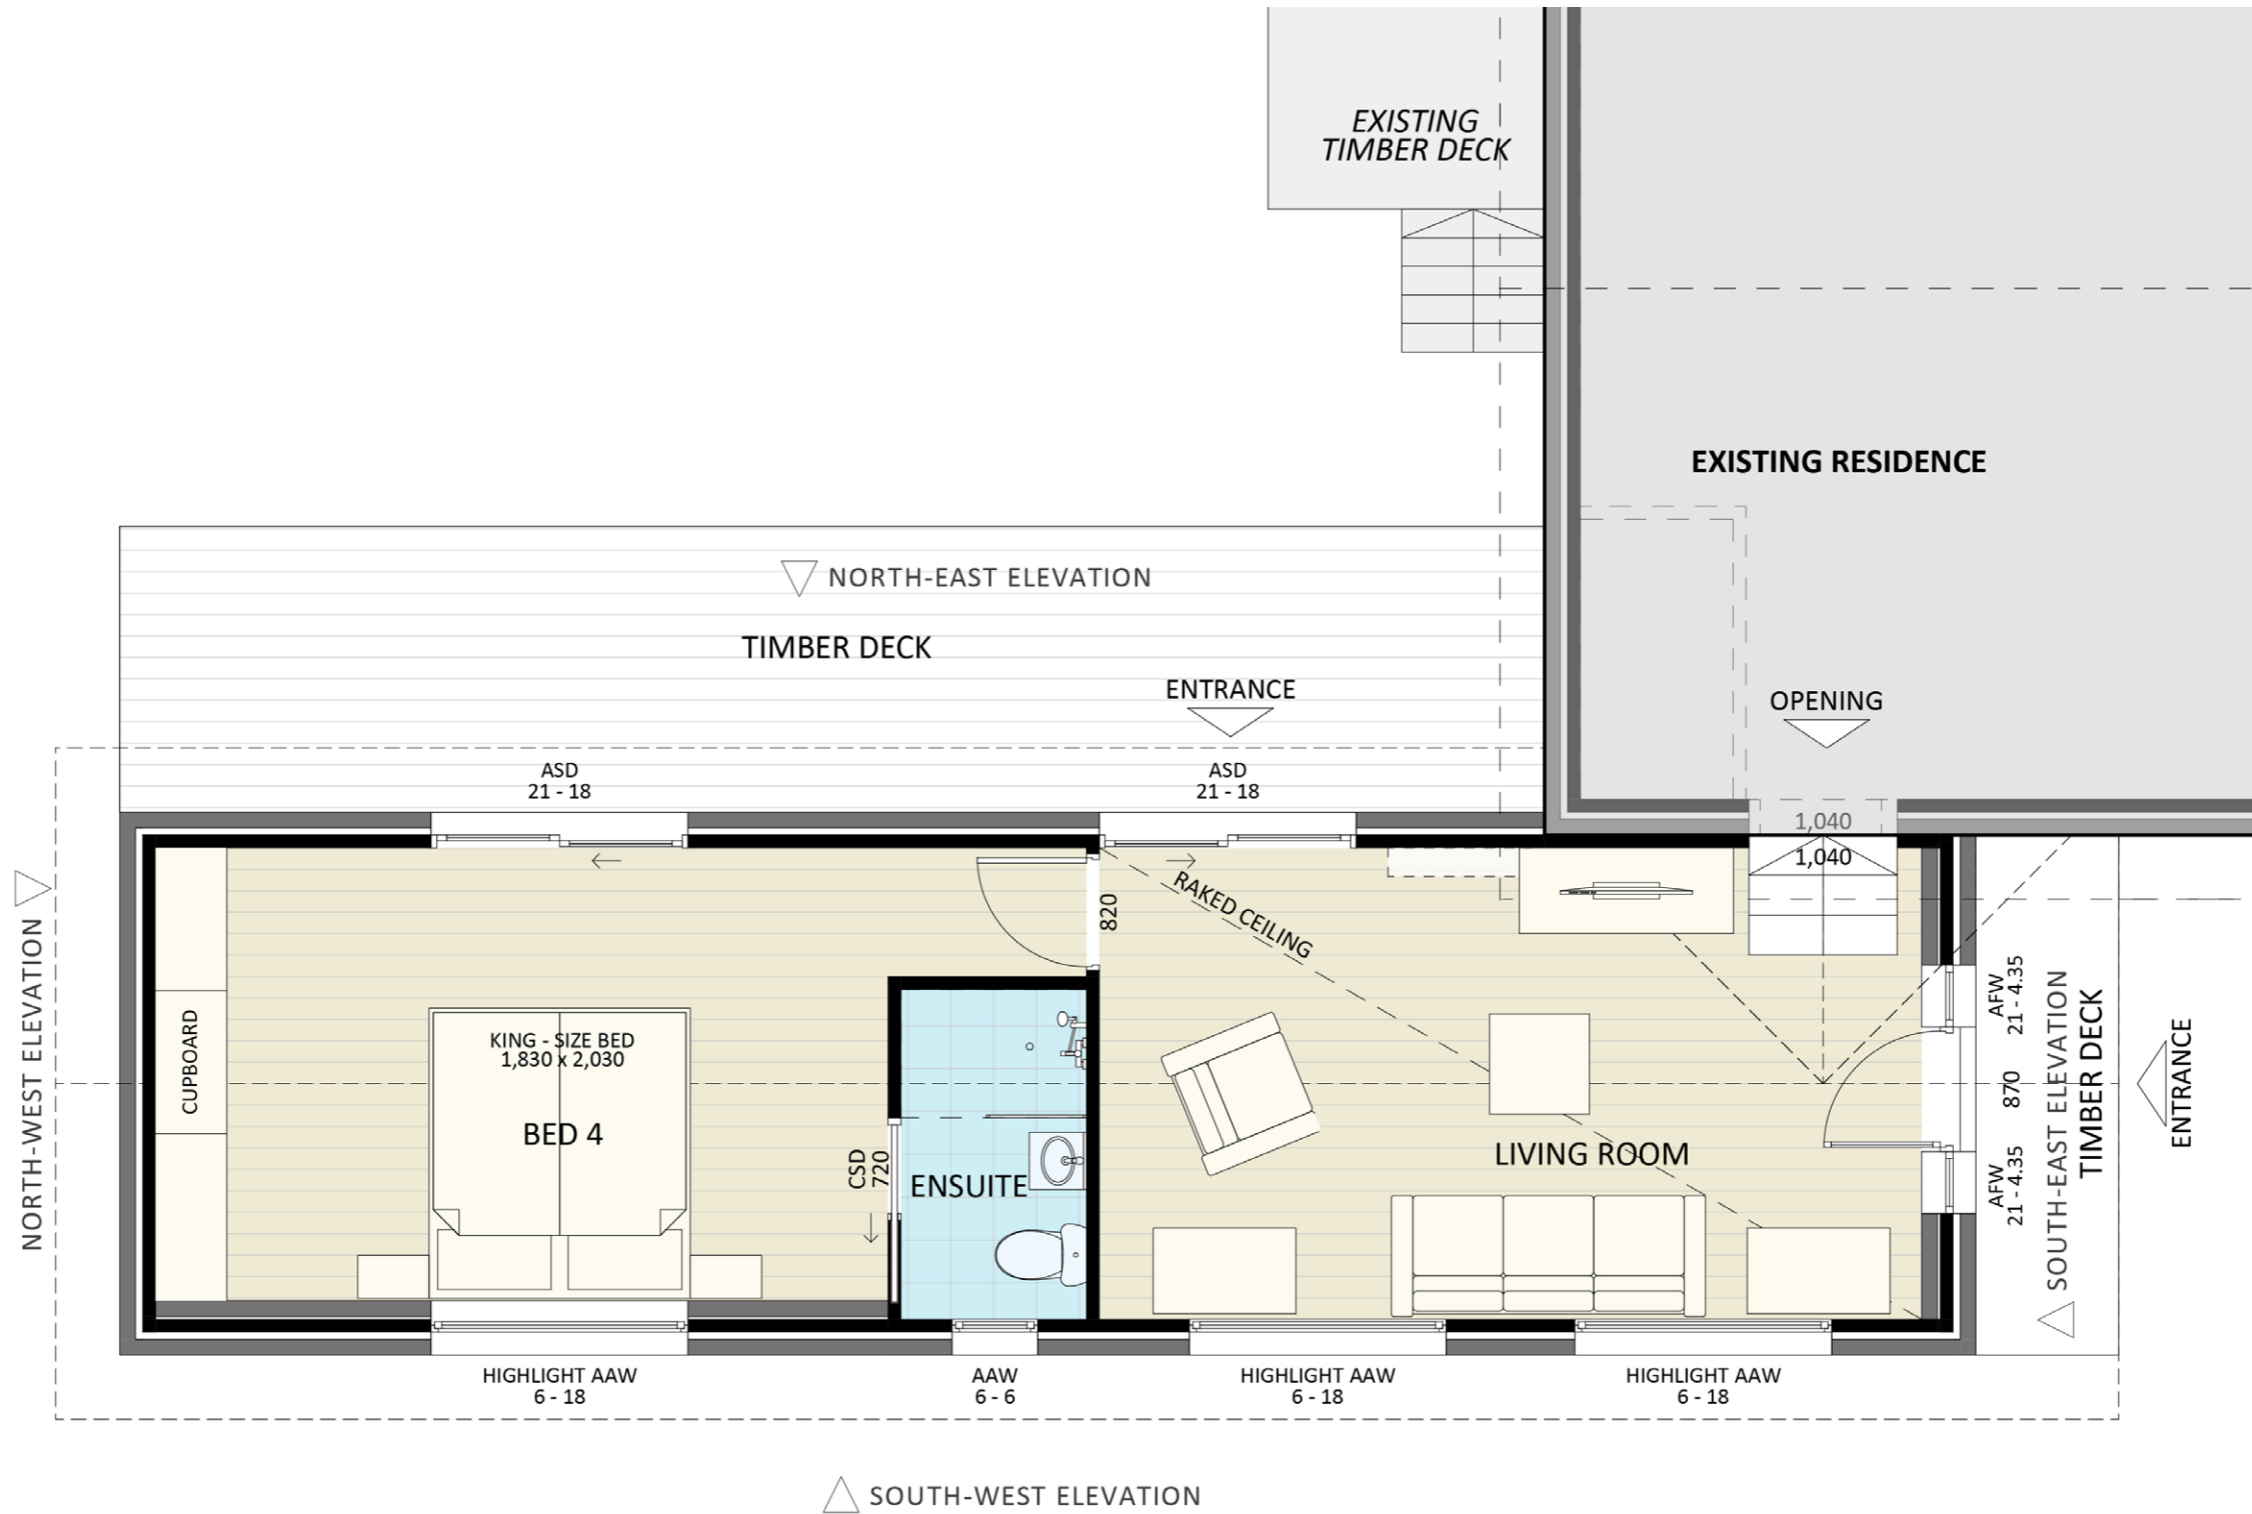 EXISTING
TIMBER DECK
EXISTING RESIDENCE
NORTH-EAST ELEVATION
TIMBER DECK
ENTRANCE
OPENING
ASD
21 - 18
ASD
21 - 18
1,040
1,040
RAKED CEILING
820
NORTH-WEST ELEVATION
CUPBOARD
KING - SIZE BED
1,830 x 2,030
BED 4
CSD
720
ENSUITE
LIVING ROOM
AFW
21 - 4.35
870
AFW
21 - 4.35
SOUTH-EAST ELEVATION
TIMBER DECK
ENTRANCE
HIGHLIGHT AAW
6 - 18
AAW
6 - 6
HIGHLIGHT AAW
6 - 18
HIGHLIGHT AAW
6 - 18
SOUTH-WEST ELEVATION